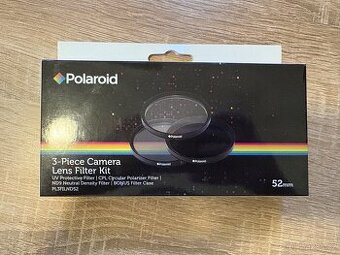 Polaroid
Polaroid
3-Piece Camera
Lens Filter Kit
UV Protective Filter | CPL Circular Polarizer Filter |
ND9 Neutral Density Filter | BONUS Filter Case
PL3FILND52
52mm